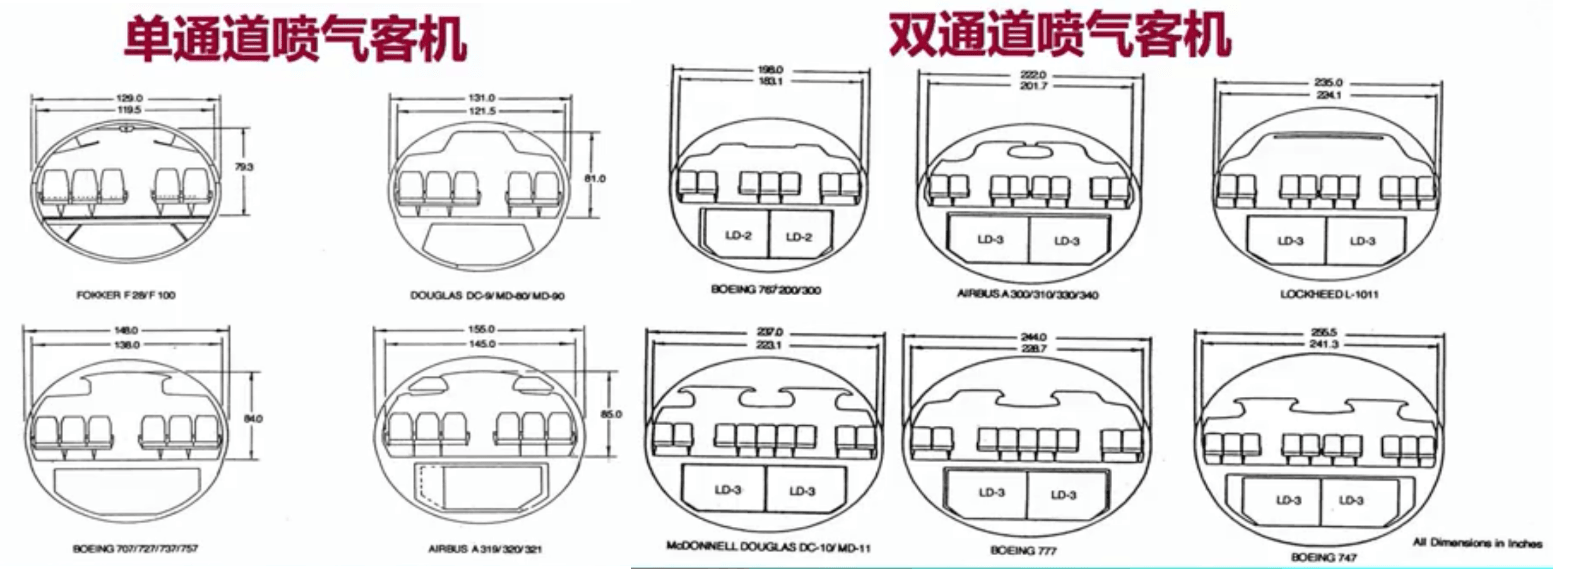 单通道喷气客机
双通道喷气客机
129.0
119.5
79.3
FOKKER F 28/F 100
131.0
121.5
81.0
DOUGLAS DC-9/MD-80/MD-90
198.0
183.1
LD-2 LD-2
BOEING 767 200/300
222.0
201.7
LD-3 LD-3
AIRBUS A 300/310/330/340
235.0
224.1
LD-3 LD-3
LOCKHEED L-1011
148.0
138.0
84.0
BOEING 707/727/737/757
155.0
145.0
85.0
AIRBUS A 319/320/321
237.0
223.1
LD-3 LD-3
McDONNELL DOUGLAS DC-10/MD-11
244.0
228.7
LD-3 LD-3
BOEING 777
255.5
241.3
LD-3 LD-3
BOEING 747
All Dimensions in Inches